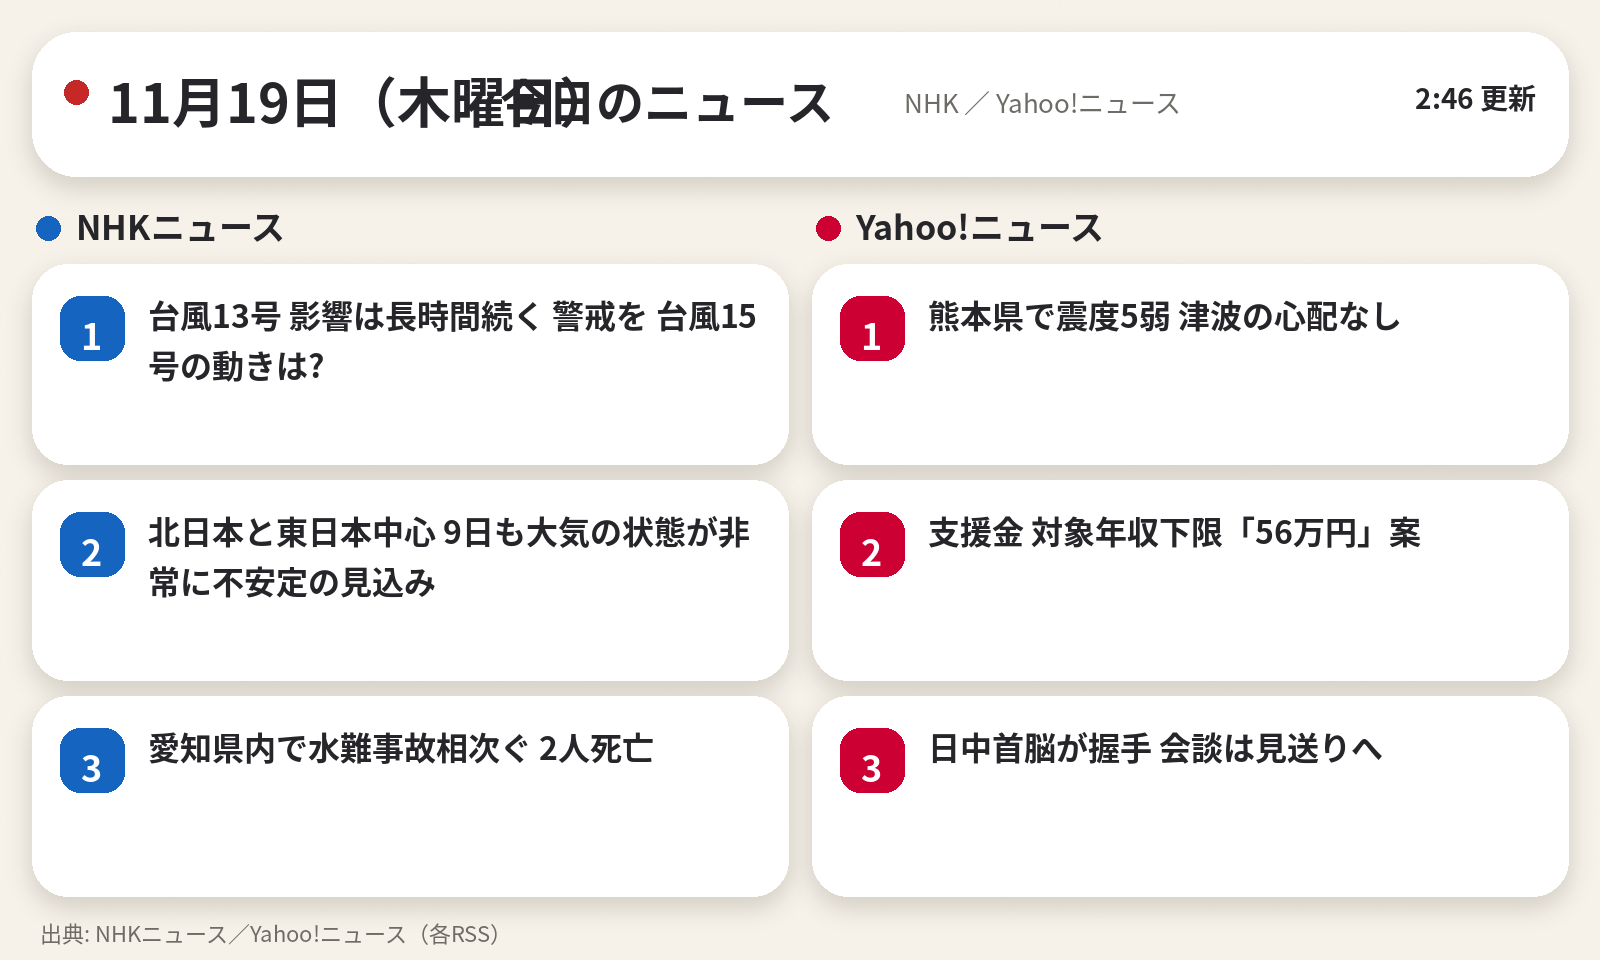 11月19日（木曜日）今日のニュース
NHK ／ Yahoo!ニュース
2:46 更新
NHKニュース
1
台風13号 影響は長時間続く 警戒を 台風15
号の動きは?
2
北日本と東日本中心 9日も大気の状態が非
常に不安定の見込み
3
愛知県内で水難事故相次ぐ 2人死亡
Yahoo!ニュース
1
熊本県で震度5弱 津波の心配なし
2
支援金 対象年収下限「56万円」案
3
日中首脳が握手 会談は見送りへ
出典: NHKニュース／Yahoo!ニュース（各RSS）